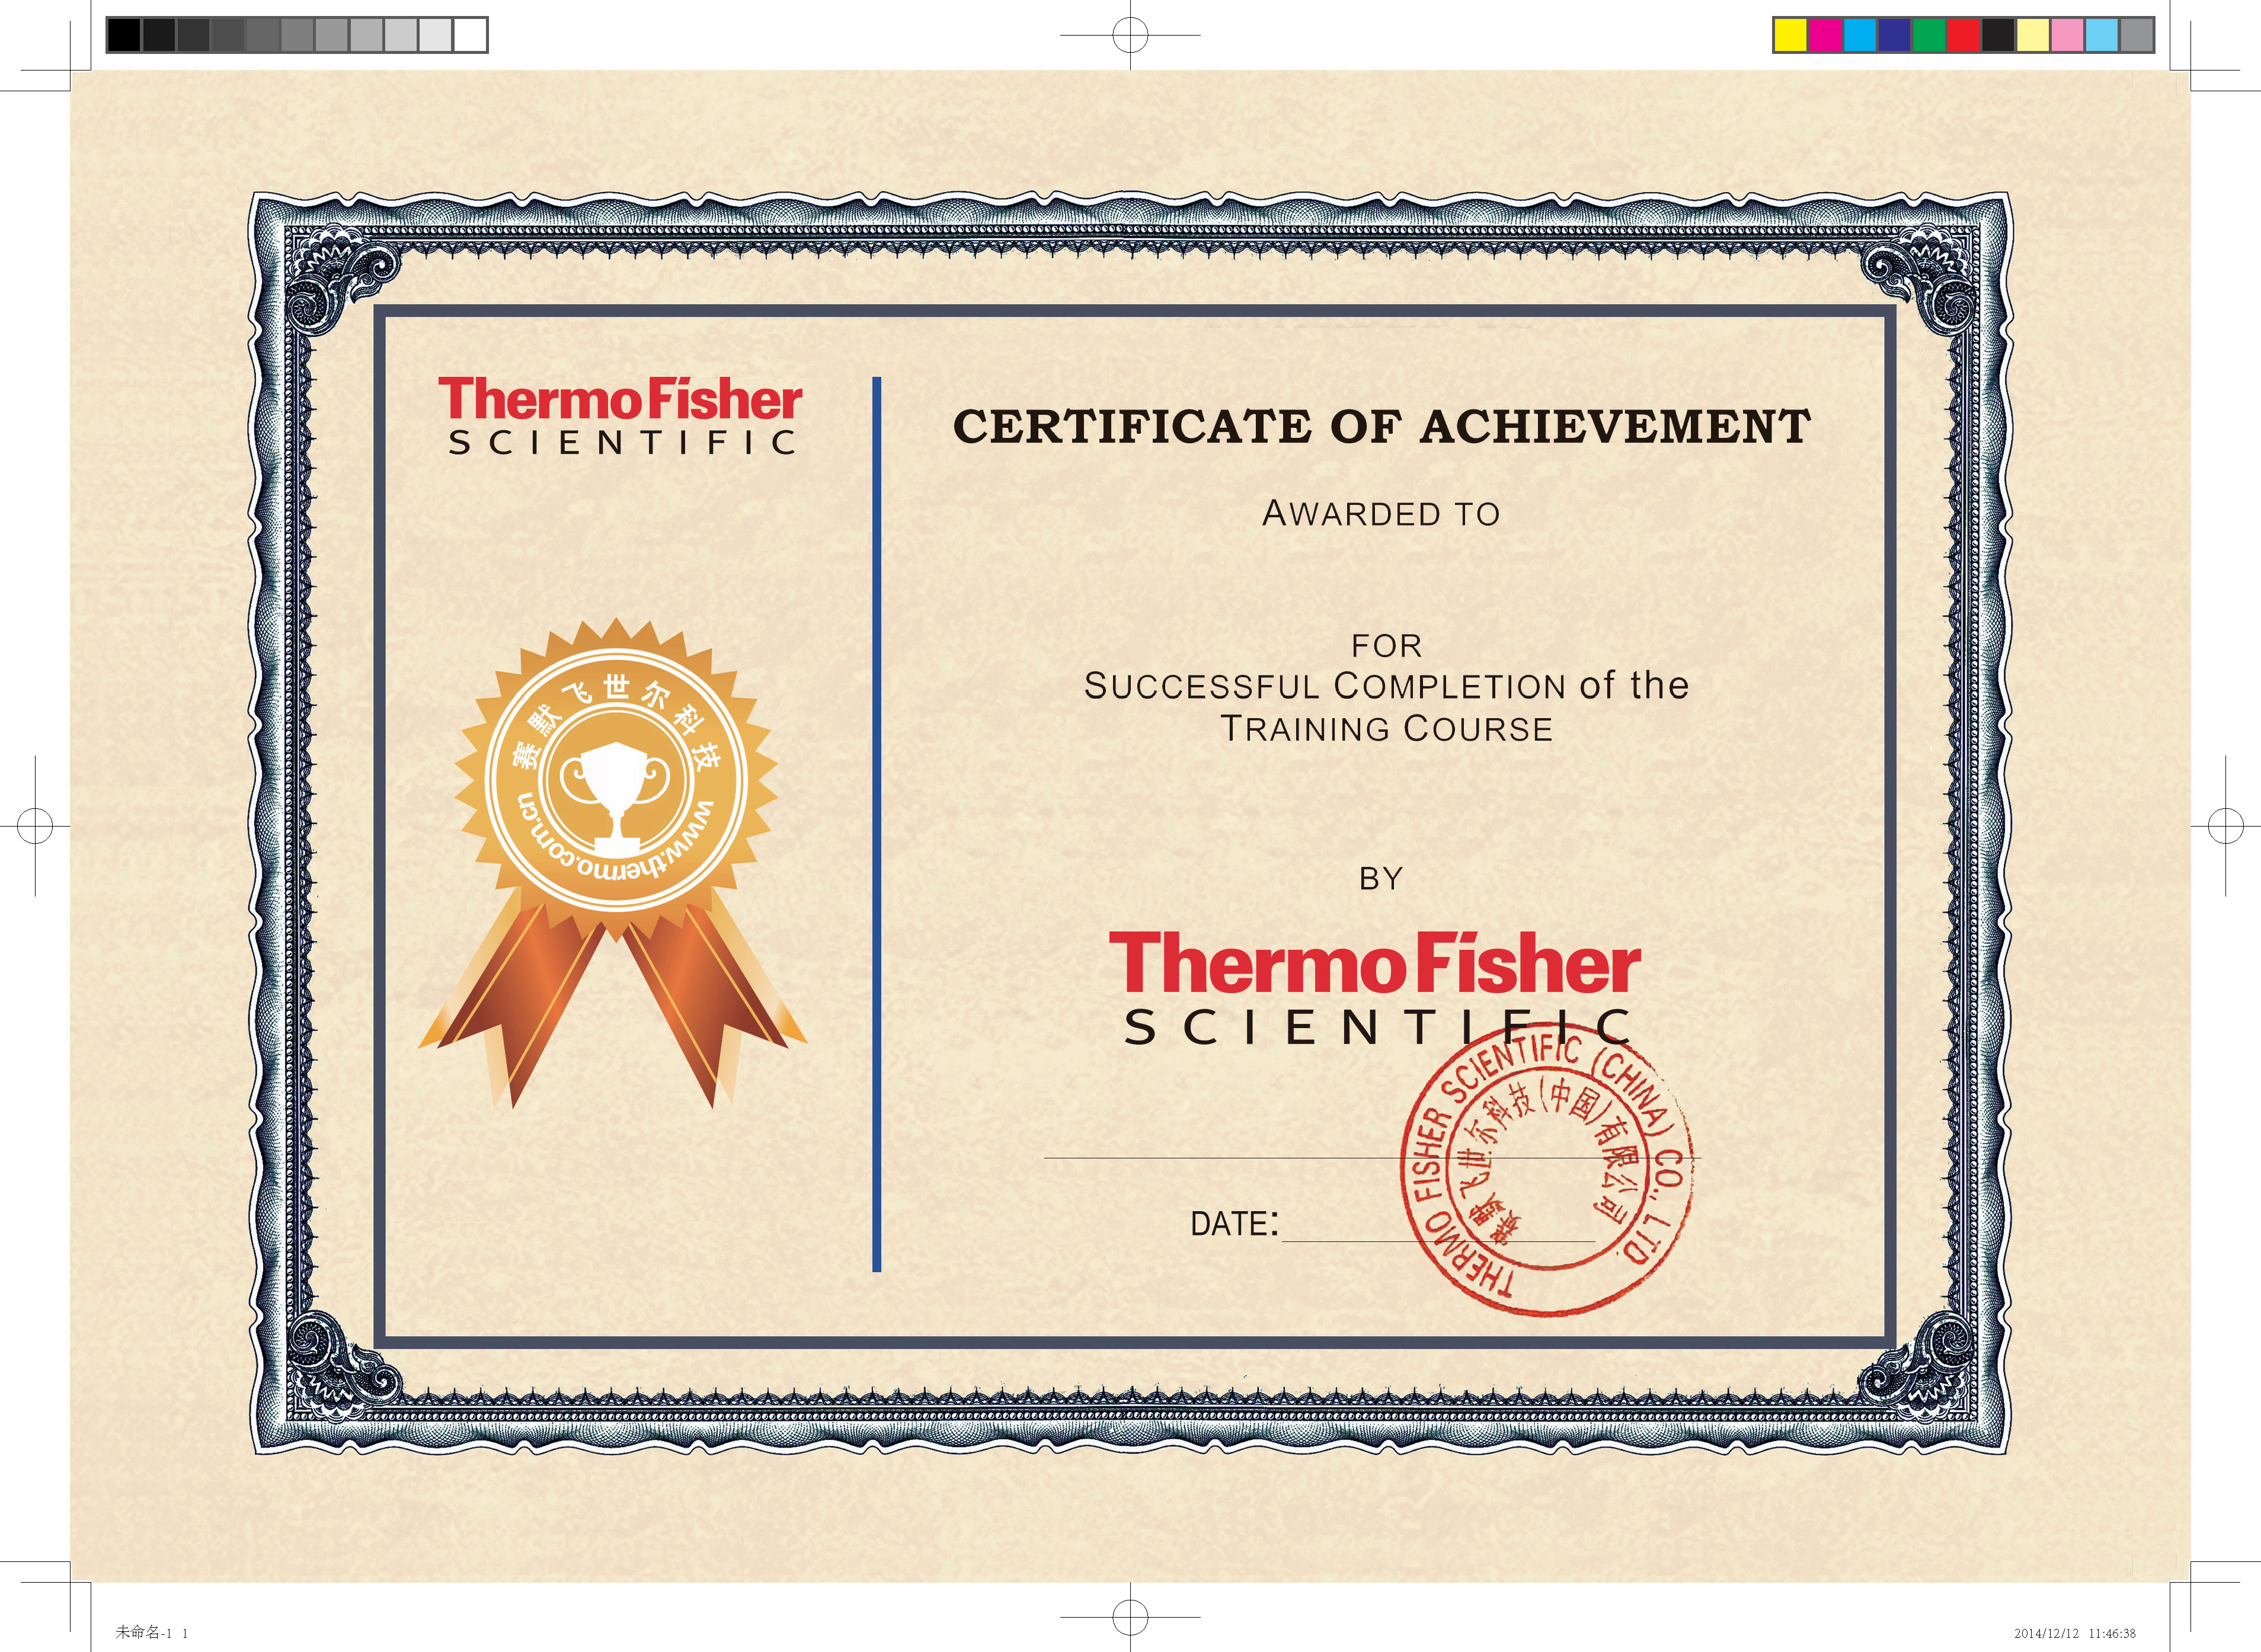 ThermoFisher
SCIENTIFIC
赛默飞世尔科技
www.thermo.com.cn
CERTIFICATE OF ACHIEVEMENT
AWARDED TO
FOR
SUCCESSFUL COMPLETION of the
TRAINING COURSE
BY
ThermoFisher
SCIENTIFIC
THERMO FISHER SCIENTIFIC (CHINA) CO., LTD.
赛默飞世尔科技(中国)有限公司
DATE:
未命名-1 1
2014/12/12 11:46:38